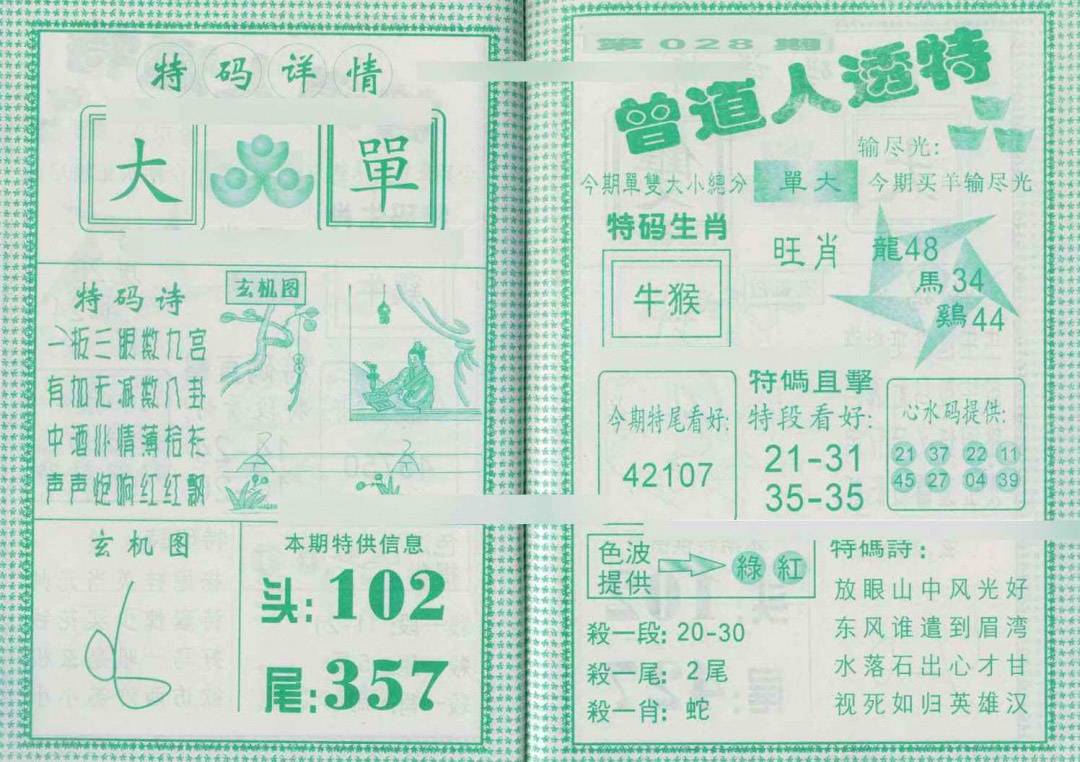 特码详情
大 單
特码诗
一板三眼数九宫
有加无减数八卦
中酒小情薄拾衫
声声炮响红红飘
玄机图
玄机图
本期特供信息
头:102
尾:357
第028期
曾道人透特
输尽光:
今期單雙大小總分 單大 今期买羊输尽光
特码生肖
牛猴
旺肖
龍48
馬34
鷄44
今期特尾看好:
42107
特碼直擊
特段看好:
21-31
35-35
心水码提供:
21 37 22 11
45 27 04 39
色波提供 綠 紅
殺一段: 20-30
殺一尾: 2尾
殺一肖: 蛇
特碼詩:
放眼山中风光好
东风谁遣到眉湾
水落石出心才甘
视死如归英雄汉